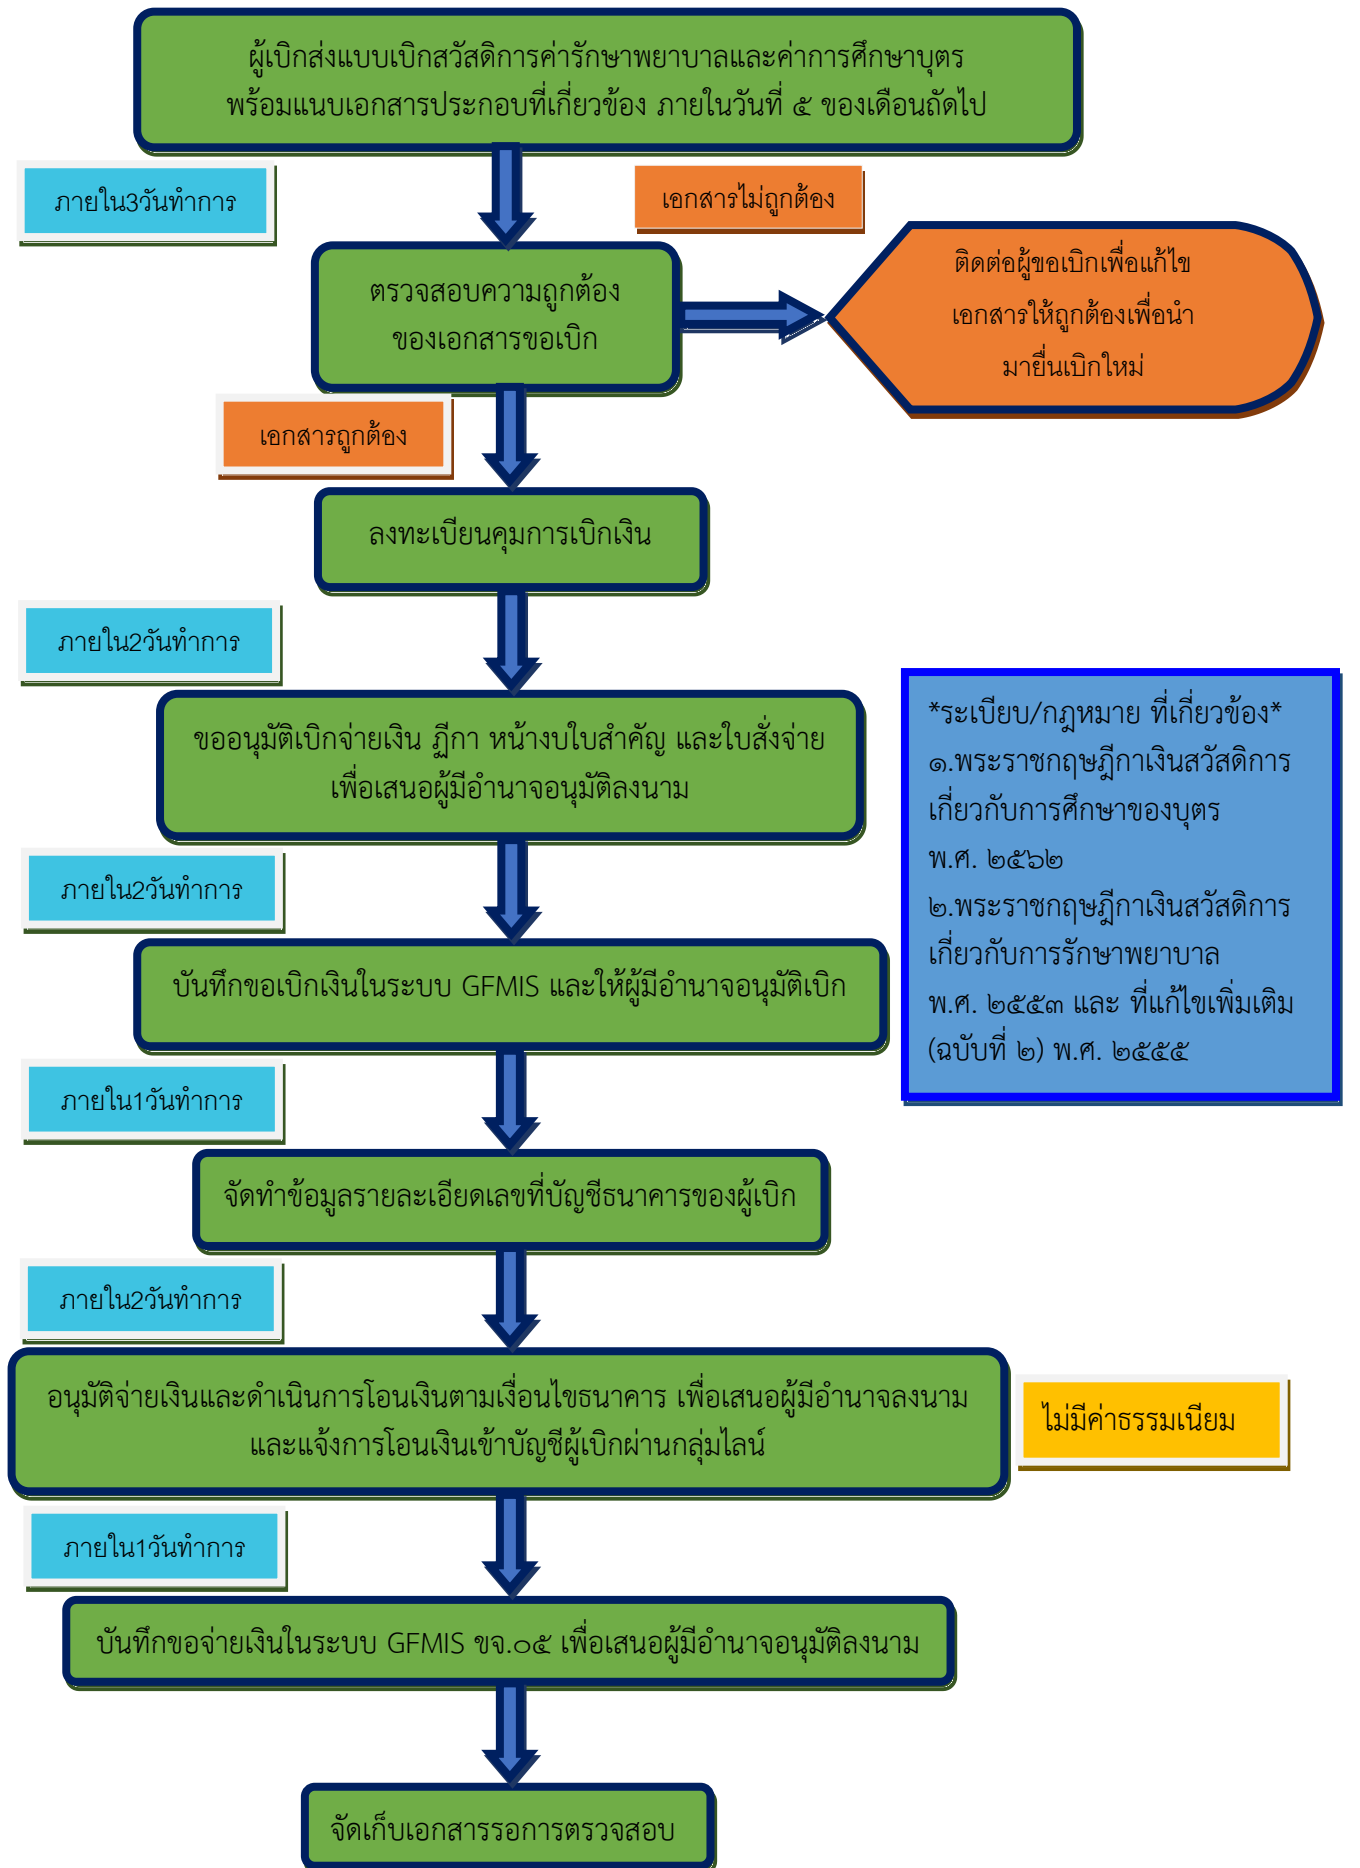 ผู้เบิกส่งแบบเบิกสวัสดิการค่ารักษาพยาบาลและค่าการศึกษาบุตร
พร้อมแนบเอกสารประกอบที่เกี่ยวข้อง ภายในวันที่ ๕ ของเดือนถัดไป
ภายใน3วันทำการ
เอกสารไม่ถูกต้อง
ตรวจสอบความถูกต้อง
ของเอกสารขอเบิก
ติดต่อผู้ขอเบิกเพื่อแก้ไข
เอกสารให้ถูกต้องเพื่อนำ
มายื่นเบิกใหม่
เอกสารถูกต้อง
ลงทะเบียนคุมการเบิกเงิน
ภายใน2วันทำการ
ขออนุมัติเบิกจ่ายเงิน ฎีกา หน้างบใบสำคัญ และใบสั่งจ่าย
เพื่อเสนอผู้มีอำนาจอนุมัติลงนาม
*ระเบียบ/กฎหมาย ที่เกี่ยวข้อง*
๑.พระราชกฤษฎีกาเงินสวัสดิการ
เกี่ยวกับการศึกษาของบุตร
พ.ศ. ๒๕๖๒
๒.พระราชกฤษฎีกาเงินสวัสดิการ
เกี่ยวกับการรักษาพยาบาล
พ.ศ. ๒๕๕๓ และ ที่แก้ไขเพิ่มเติม
(ฉบับที่ ๒) พ.ศ. ๒๕๕๕
ภายใน2วันทำการ
บันทึกขอเบิกเงินในระบบ GFMIS และให้ผู้มีอำนาจอนุมัติเบิก
ภายใน1วันทำการ
จัดทำข้อมูลรายละเอียดเลขที่บัญชีธนาคารของผู้เบิก
ภายใน2วันทำการ
อนุมัติจ่ายเงินและดำเนินการโอนเงินตามเงื่อนไขธนาคาร เพื่อเสนอผู้มีอำนาจลงนาม
และแจ้งการโอนเงินเข้าบัญชีผู้เบิกผ่านกลุ่มไลน์
ไม่มีค่าธรรมเนียม
ภายใน1วันทำการ
บันทึกขอจ่ายเงินในระบบ GFMIS ขจ.๐๕ เพื่อเสนอผู้มีอำนาจอนุมัติลงนาม
จัดเก็บเอกสารรอการตรวจสอบ